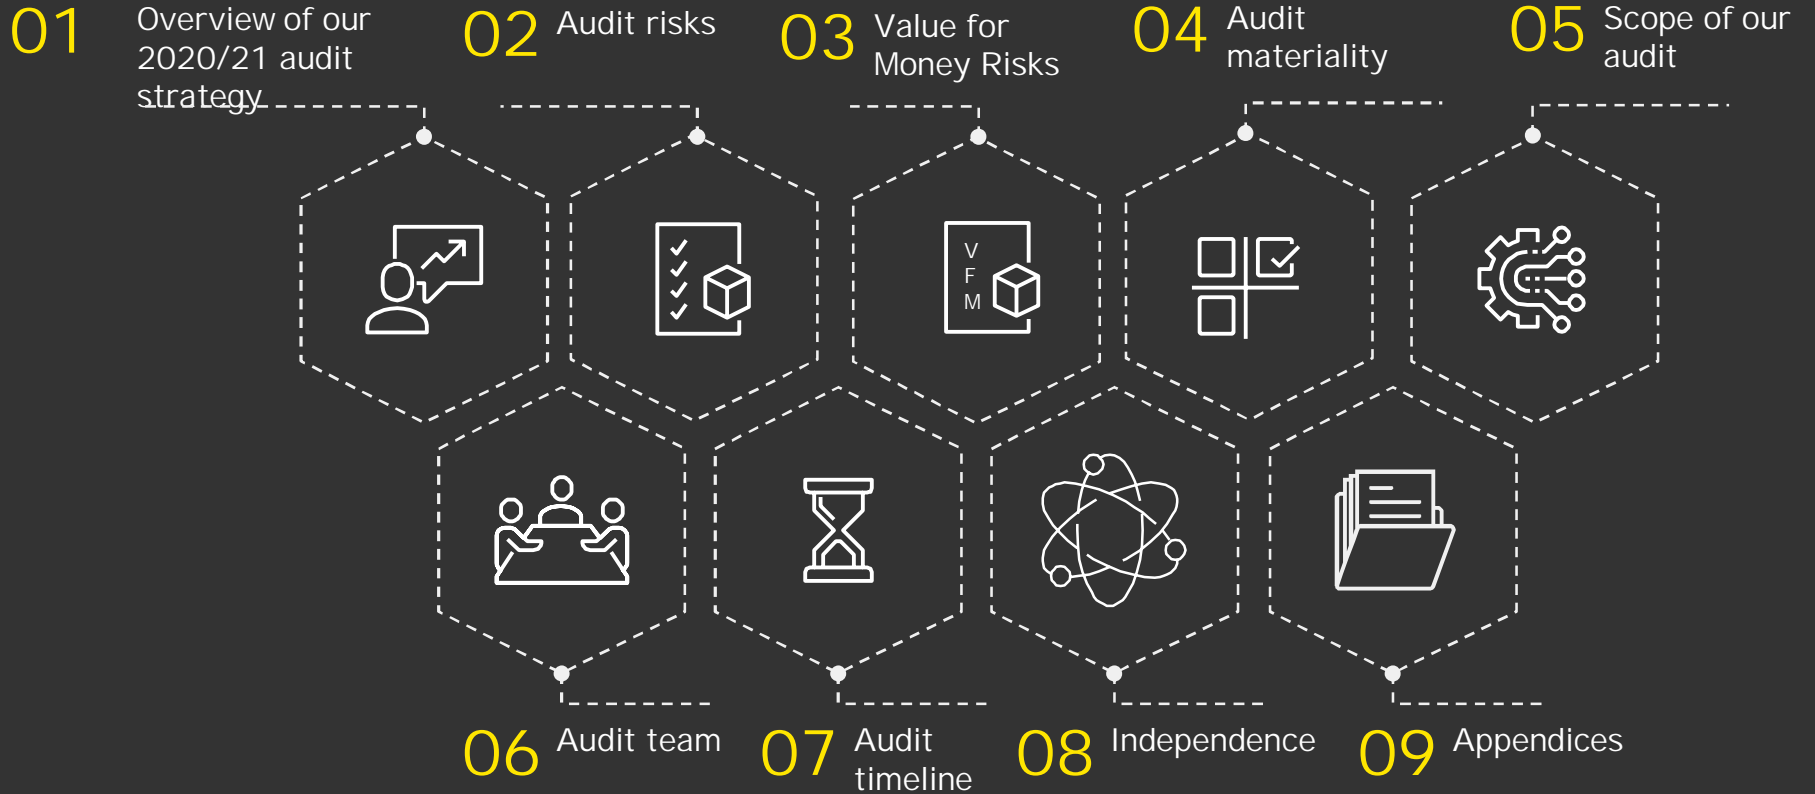 01
Overview of our
2020/21 audit
strategy
02
Audit risks
03
Value for
Money Risks
04
Audit
materiality
05
Scope of our
audit
V
F
M
06
Audit team
07
Audit
timeline
08
Independence
09
Appendices